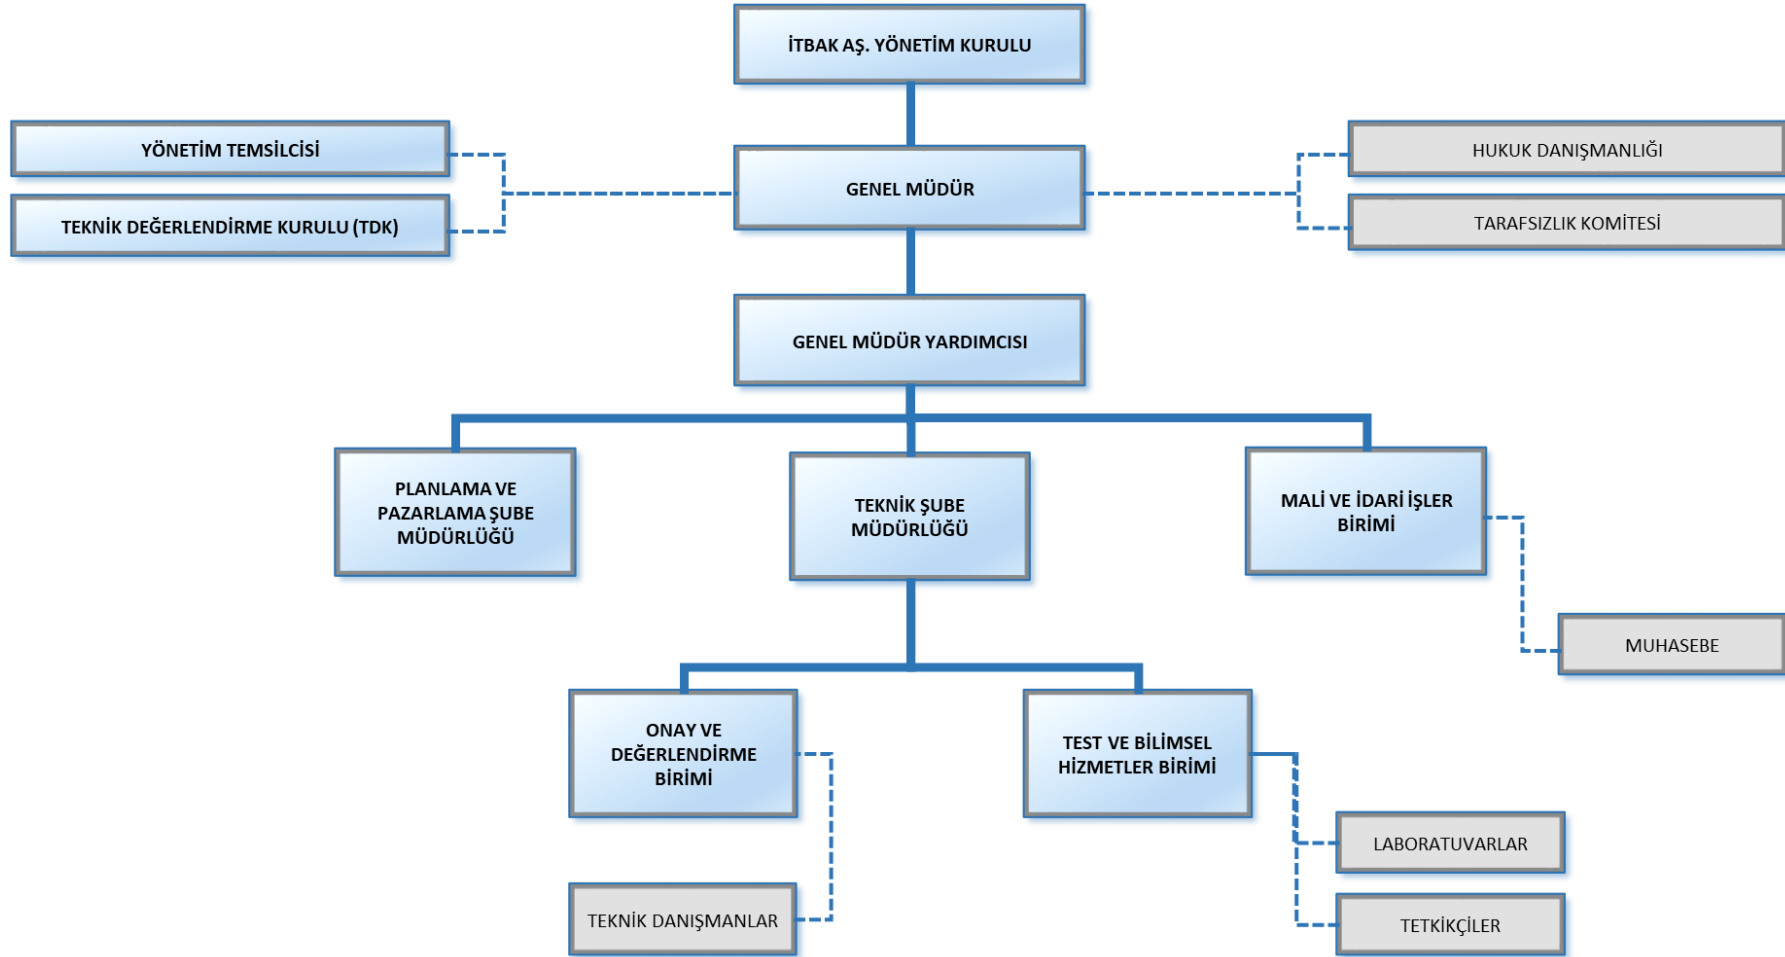 İTBAK AŞ. YÖNETİM KURULU
YÖNETİM TEMSİLCİSİ
HUKUK DANIŞMANLIĞI
GENEL MÜDÜR
TEKNİK DEĞERLENDİRME KURULU (TDK)
TARAFSIZLIK KOMİTESİ
GENEL MÜDÜR YARDIMCISI
PLANLAMA VE
PAZARLAMA ŞUBE
MÜDÜRLÜĞÜ
TEKNİK ŞUBE
MÜDÜRLÜĞÜ
MALİ VE İDARİ İŞLER
BİRİMİ
MUHASEBE
ONAY VE
DEĞERLENDİRME
BİRİMİ
TEST VE BİLİMSEL
HİZMETLER BİRİMİ
LABORATUVARLAR
TEKNİK DANIŞMANLAR
TETKİKÇİLER